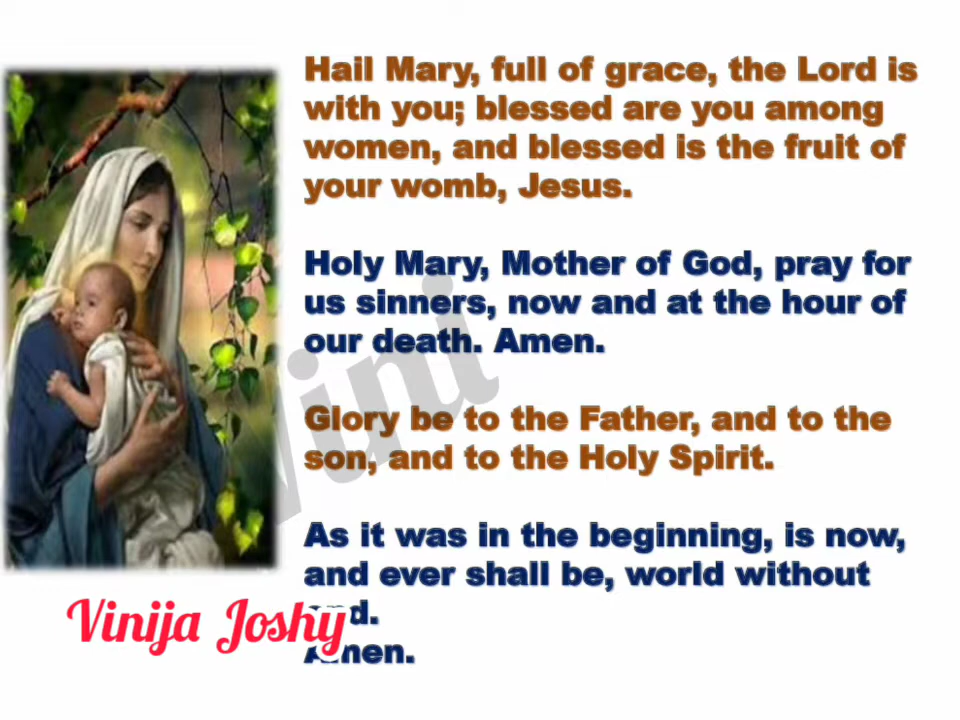 Hail Mary, full of grace, the Lord is
with you; blessed are you among
women, and blessed is the fruit of
your womb, Jesus.
Holy Mary, Mother of God, pray for
us sinners, now and at the hour of
our death. Amen.
Glory be to the Father, and to the
son, and to the Holy Spirit.
As it was in the beginning, is now,
and ever shall be, world without
end.
Amen.
Vinija Joshy
Vini